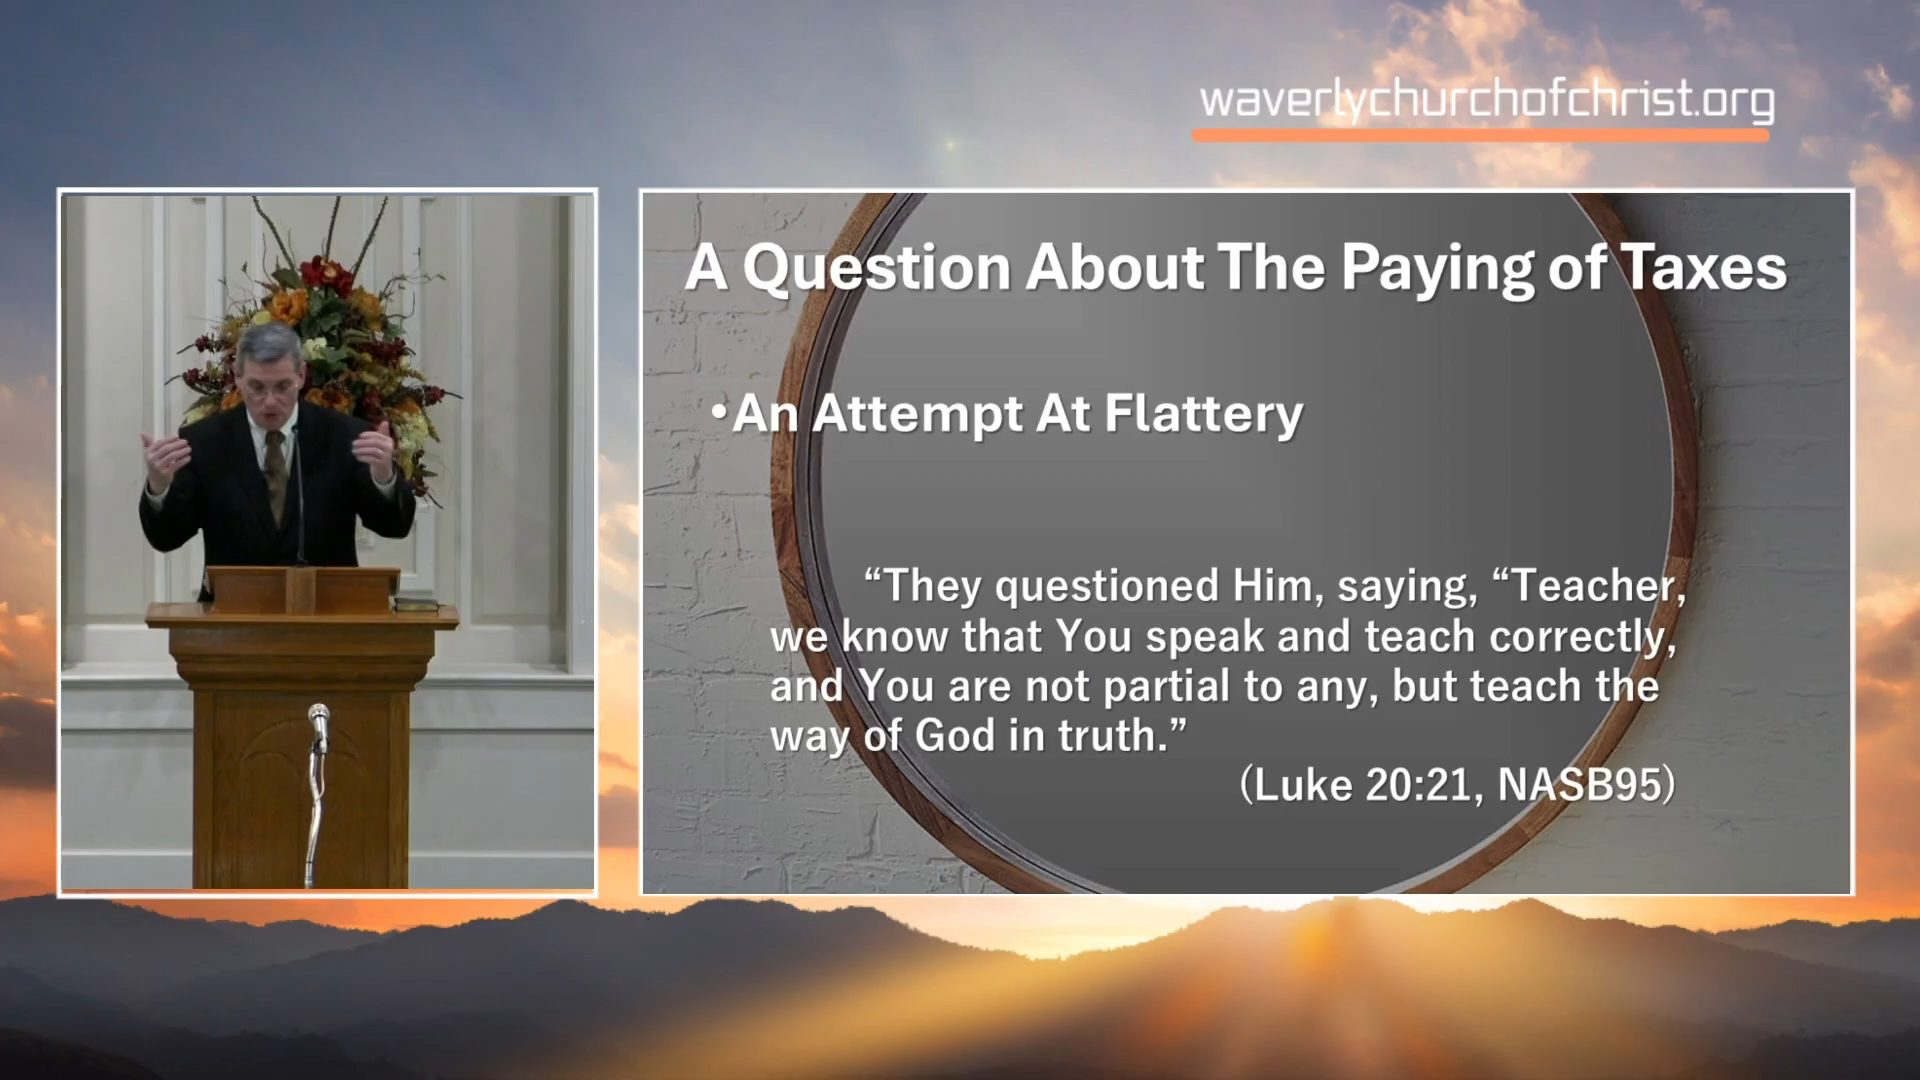 waverlychurchofchrist.org
A Question About The Paying of Taxes
•An Attempt At Flattery
“They questioned Him, saying, “Teacher,
we know that You speak and teach correctly,
and You are not partial to any, but teach the
way of God in truth.”
(Luke 20:21, NASB95)